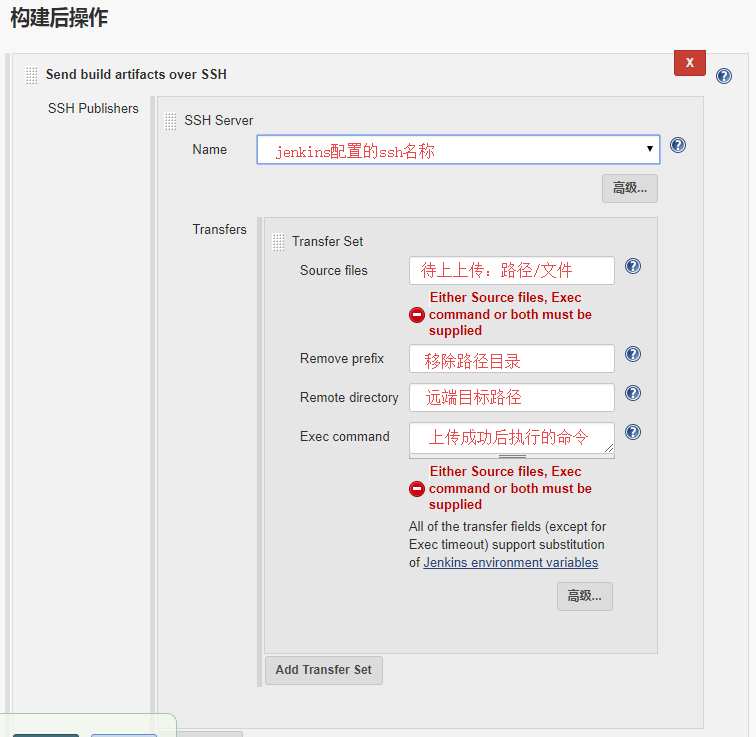 构建后操作
Send build artifacts over SSH
X
SSH Publishers
SSH Server
Name
jenkins配置的ssh名称
高级...
Transfers
Transfer Set
Source files
待上上传：路径/文件
Either Source files, Exec
command or both must be
supplied
Remove prefix
移除路径目录
Remote directory
远端目标路径
Exec command
上传成功后执行的命令
Either Source files, Exec
command or both must be
supplied
All of the transfer fields (except for
Exec timeout) support substitution
of Jenkins environment variables
高级...
Add Transfer Set